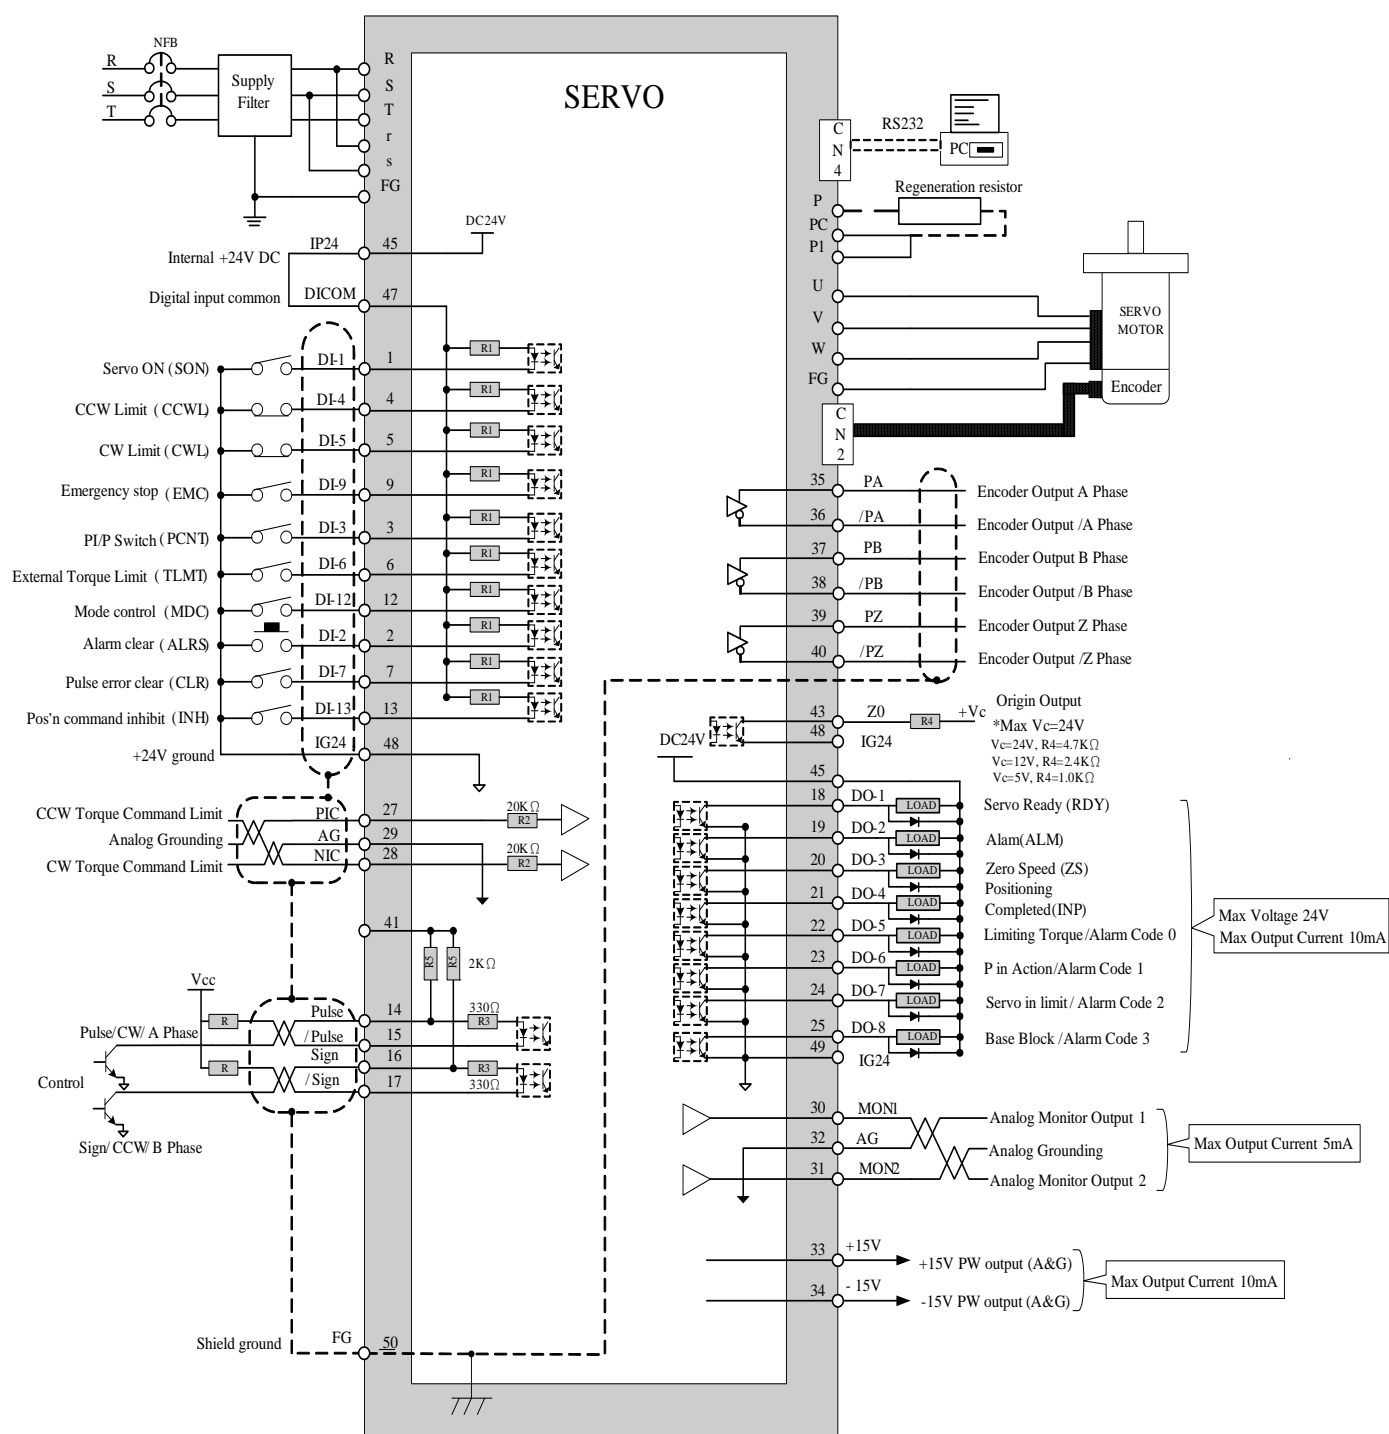 SERVO
NFB
R
S
T
Supply
Filter
R
S
T
r
s
FG
DC24V
Internal +24V DC
IP24
45
Digital input common
DICOM
47
R1
Servo ON (SON)
DI-1
1
R1
CCW Limit ( CCWL)
DI-4
4
R1
CW Limit (CWL)
DI-5
5
R1
Emergency stop (EMC)
DI-9
9
R1
PI/P Switch (PCNT)
DI-3
3
R1
External Torque Limit ( TLMT)
DI-6
6
R1
Mode control (MDC)
DI-12
12
R1
Alarm clear ( ALRS)
DI-2
2
R1
Pulse error clear (CLR)
DI-7
7
R1
Pos'n command inhibit (INH)
DI-13
13
+24V ground
IG24
48
CCW Torque Command Limit
PIC
27
20KΩ
R2
Analog Grounding
AG
29
CW Torque Command Limit
NIC
28
20KΩ
R2
41
R5
R5
2KΩ
Vcc
R
Pulse
14
330Ω
R3
Pulse/CW/ A Phase
/Pulse
15
Sign
16
R
R3
Control
/Sign
17
330Ω
Sign/ CCW/ B Phase
Shield ground
FG
50
C
N
4
RS232
PC
Regeneration resistor
P
PC
P1
U
V
W
FG
SERVO
MOTOR
Encoder
C
N
2
35
PA
Encoder Output A Phase
36
/PA
Encoder Output /A Phase
37
PB
Encoder Output B Phase
38
/PB
Encoder Output /B Phase
39
PZ
Encoder Output Z Phase
40
/PZ
Encoder Output /Z Phase
Origin Output
43
Z0
R4
+Vc
*Max Vc=24V
48
IG24
Vc=24V, R4=4.7KΩ
Vc=12V, R4=2.4KΩ
Vc=5V, R4=1.0KΩ
DC24V
45
18
DO-1
LOAD
Servo Ready (RDY)
19
DO-2
LOAD
Alam(ALM)
20
DO-3
LOAD
Zero Speed (ZS)
21
DO-4
LOAD
Positioning
Completed(INP)
22
DO-5
LOAD
Limiting Torque/Alarm Code 0
23
DO-6
LOAD
P in Action/Alarm Code 1
24
DO-7
LOAD
Servo in limit / Alarm Code 2
25
DO-8
LOAD
Base Block /Alarm Code 3
49
IG24
Max Voltage 24V
Max Output Current 10mA
30
MON1
Analog Monitor Output 1
32
AG
Analog Grounding
31
MON2
Analog Monitor Output 2
Max Output Current 5mA
33
+15V
+15V PW output (A&G)
34
- 15V
-15V PW output (A&G)
Max Output Current 10mA